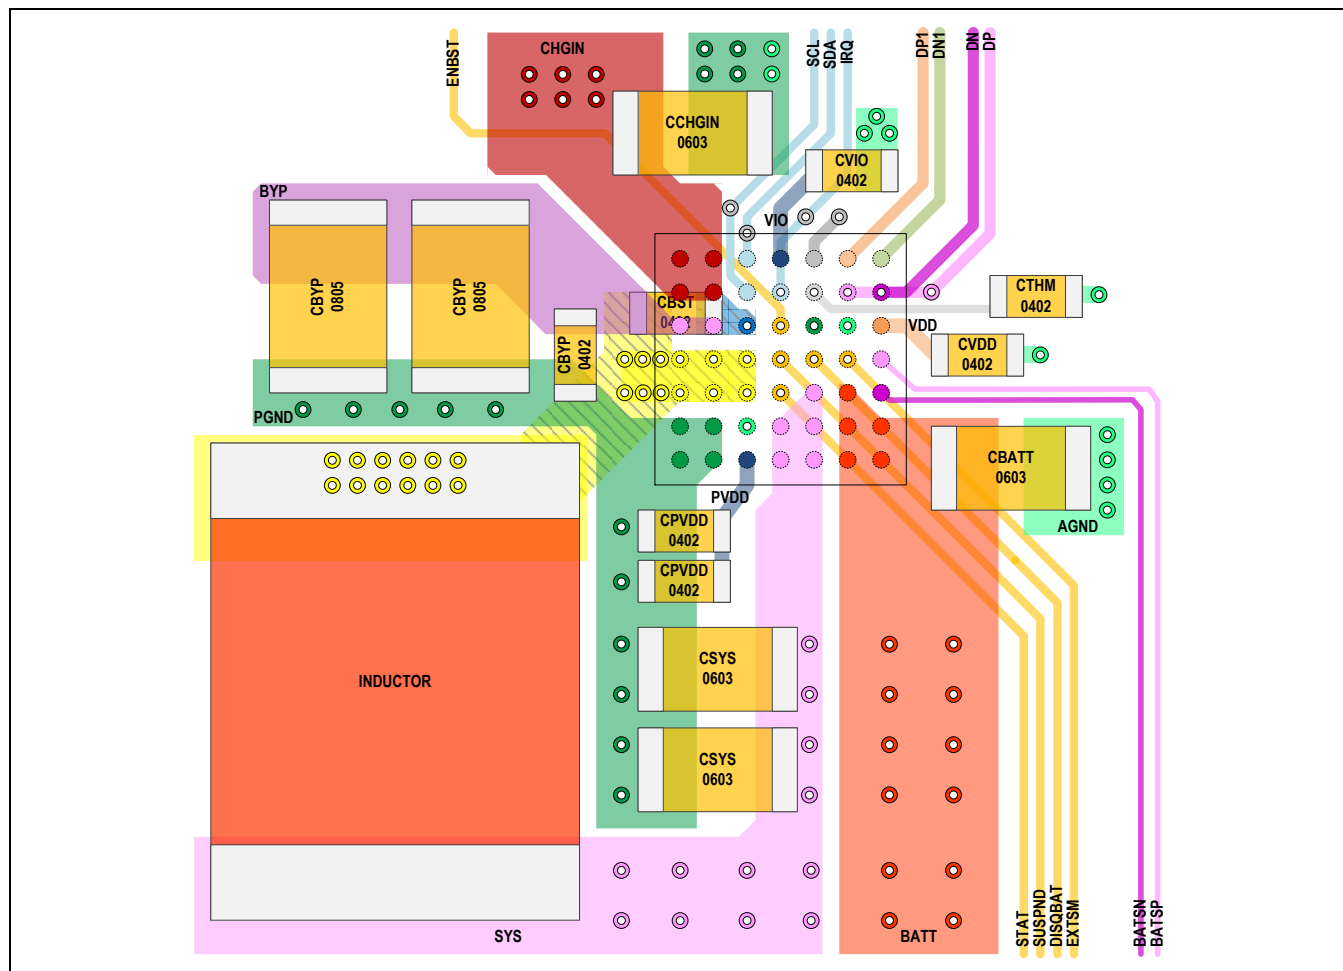 ENBST
CHGIN
SCL
SDA
IRQ
DP1
DN1
DN
DP
CCHGIN
0603
CVIO
0402
BYP
VIO
CBYP
0805
CBYP
0805
CBYP
0402
CBST
0402
CTHM
0402
VDD
CVDD
0402
PGND
CBATT
0603
AGND
PVDD
CPVDD
0402
CPVDD
0402
CSYS
0603
INDUCTOR
CSYS
0603
SYS
BATT
STAT
SUSPND
DISQBAT
EXTSM
BATSN
BATSP